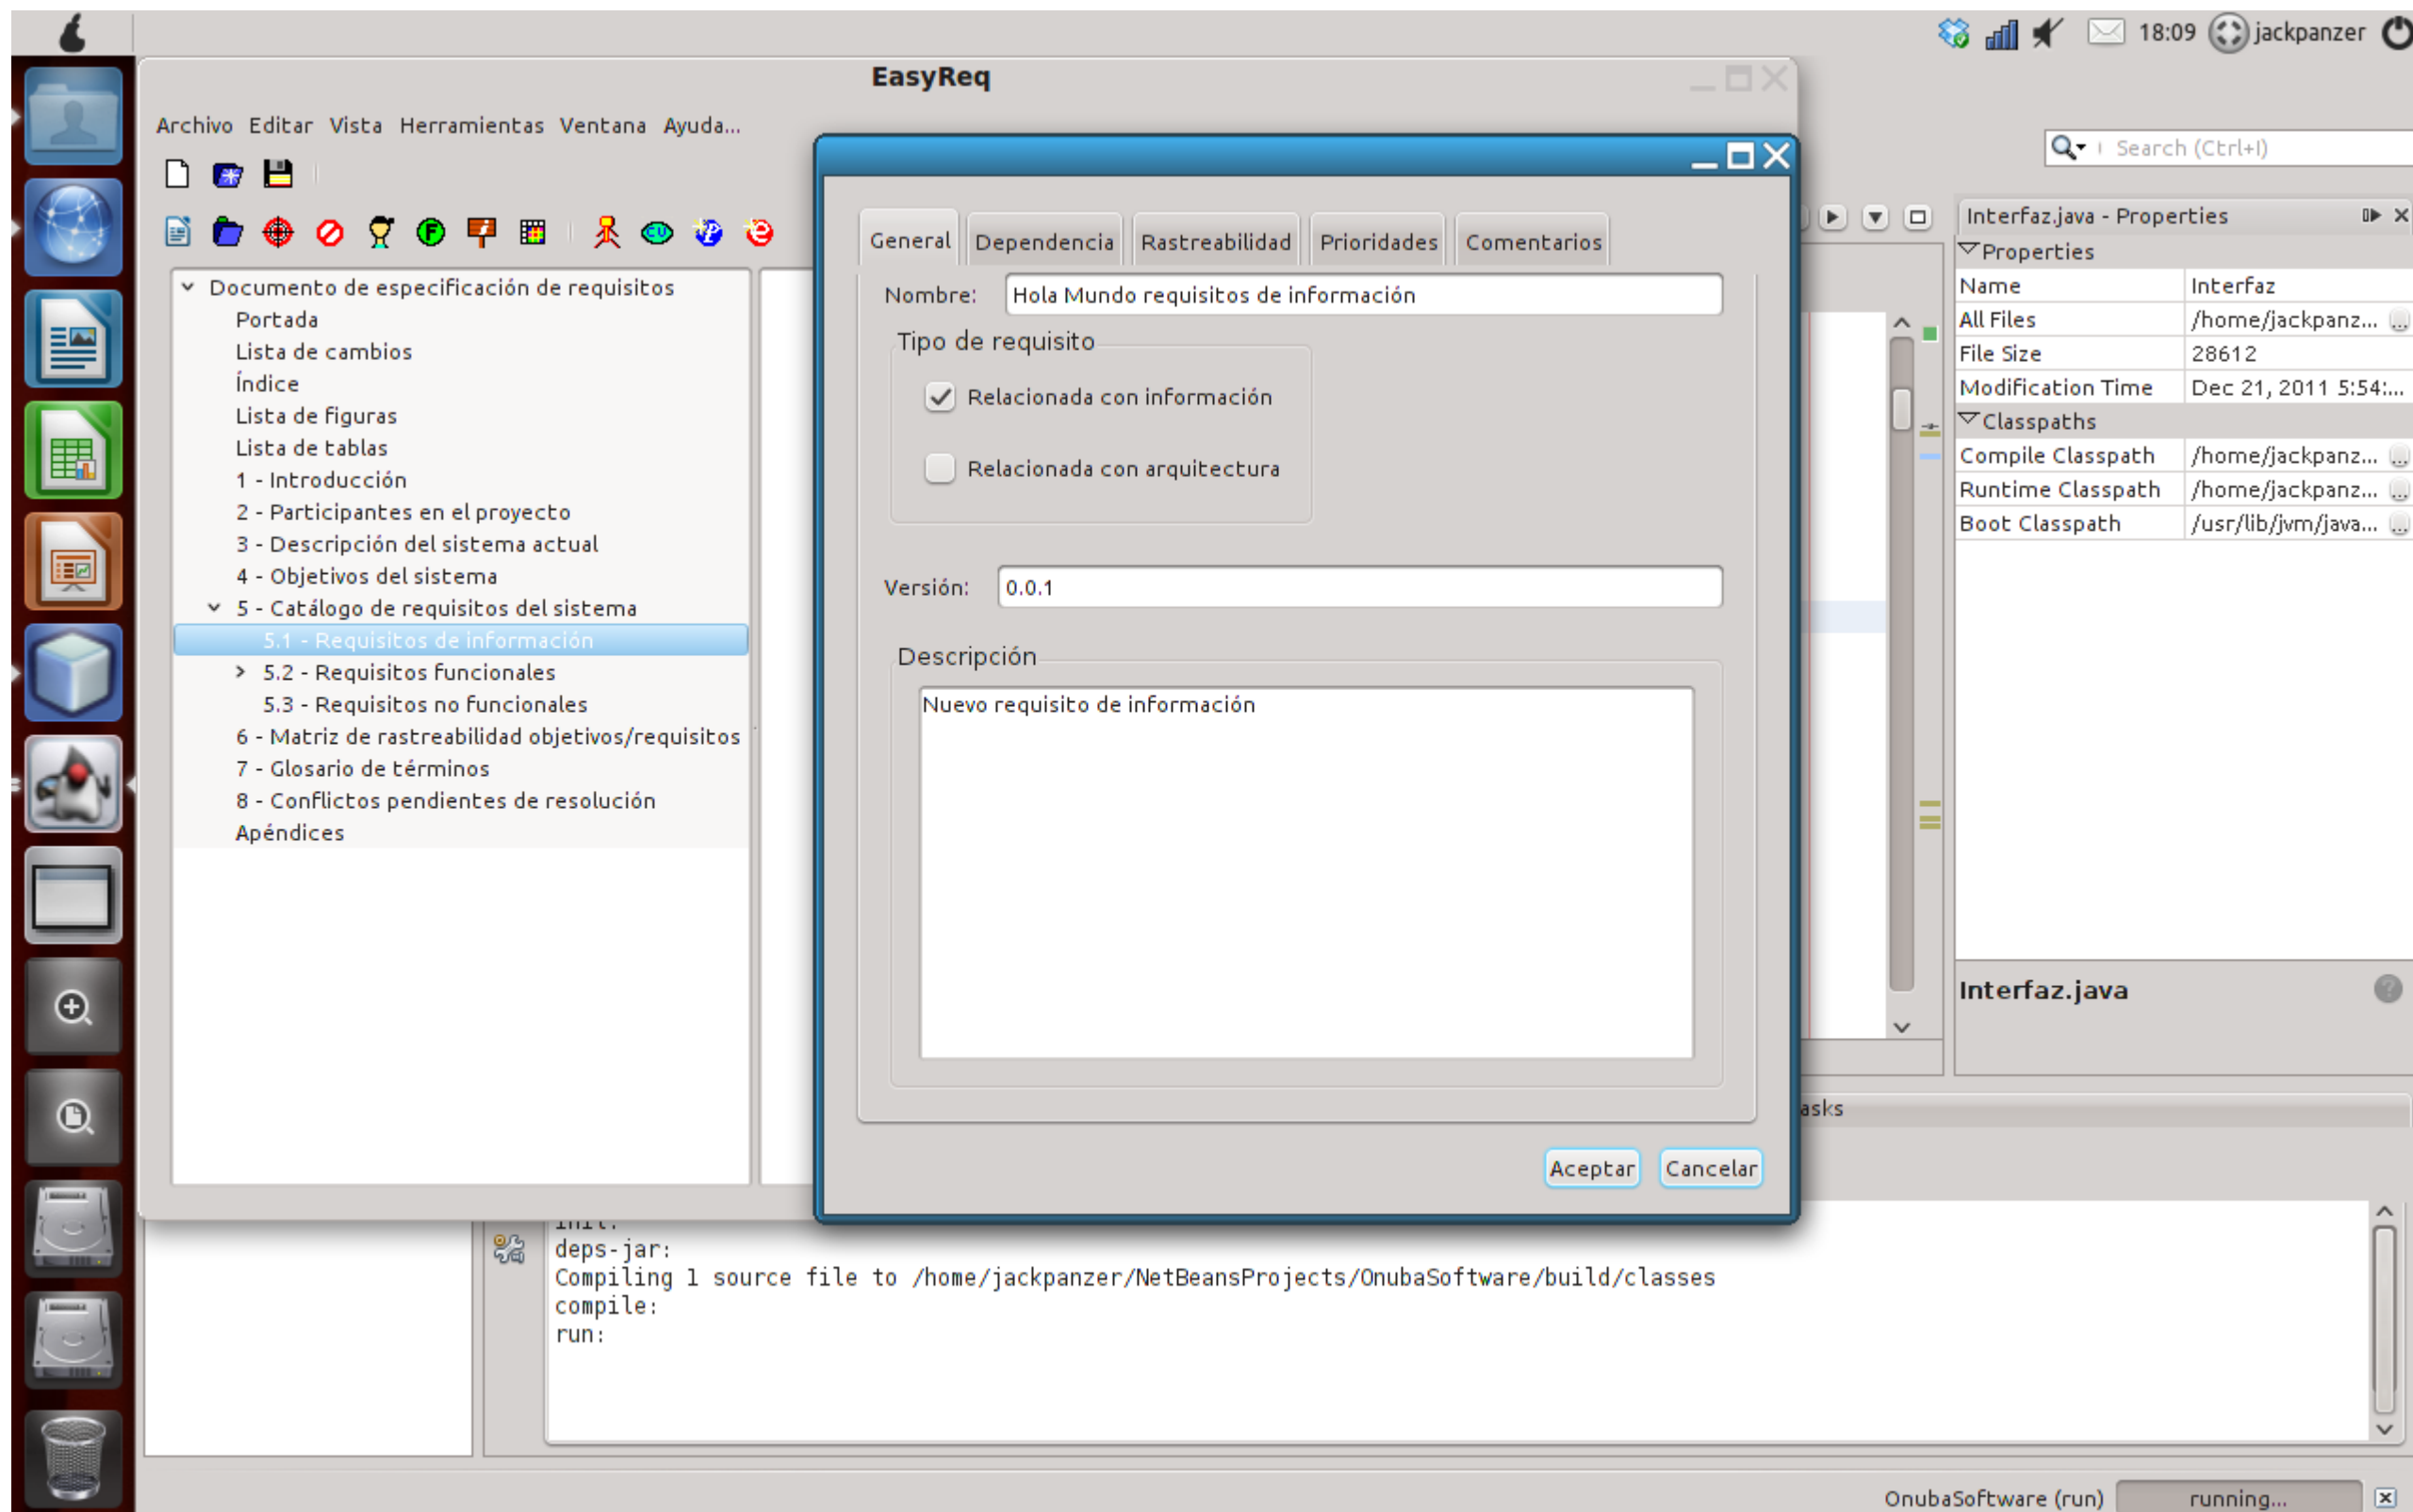 18:09 jackpanzer
EasyReq
Archivo Editar Vista Herramientas Ventana Ayuda...
Search (Ctrl+I)
Documento de especificación de requisitos
Portada
Lista de cambios
Índice
Lista de figuras
Lista de tablas
1 - Introducción
2 - Participantes en el proyecto
3 - Descripción del sistema actual
4 - Objetivos del sistema
5 - Catálogo de requisitos del sistema
5.1 - Requisitos de información
5.2 - Requisitos funcionales
5.3 - Requisitos no funcionales
6 - Matriz de rastreabilidad objetivos/requisitos
7 - Glosario de términos
8 - Conflictos pendientes de resolución
Apéndices
General Dependencia Rastreabilidad Prioridades Comentarios
Nombre: Hola Mundo requisitos de información
Tipo de requisito
Relacionada con información
Relacionada con arquitectura
Versión: 0.0.1
Descripción
Nuevo requisito de información
Aceptar Cancelar
Interfaz.java - Properties
Properties
Name Interfaz
All Files /home/jackpanz... ...
File Size 28612
Modification Time Dec 21, 2011 5:54:...
Classpaths
Compile Classpath /home/jackpanz... ...
Runtime Classpath /home/jackpanz... ...
Boot Classpath /usr/lib/jvm/java... ...
Interfaz.java
asks
init:
deps-jar:
Compiling 1 source file to /home/jackpanzer/NetBeansProjects/OnubaSoftware/build/classes
compile:
run:
OnubaSoftware (run) running...